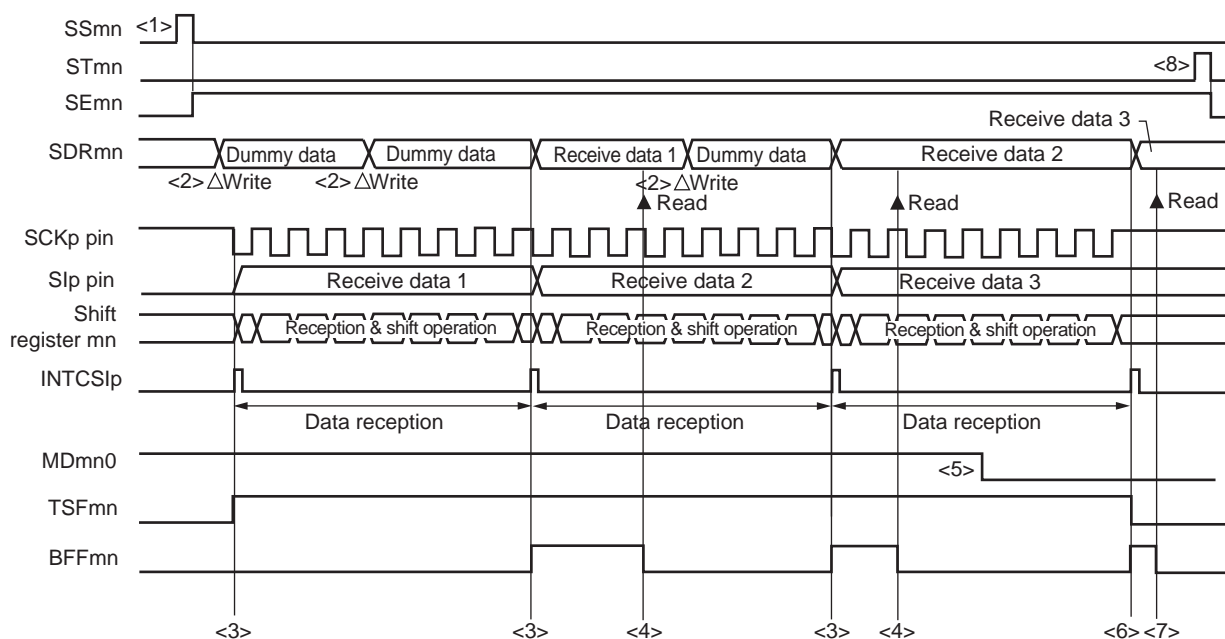 SSmn <1>
STmn <8>
SEmn
Receive data 3
SDRmn Dummy data Dummy data Receive data 1 Dummy data Receive data 2
<2> △Write <2> △Write <2> △Write
▲ Read ▲ Read ▲ Read
SCKp pin
SIp pin Receive data 1 Receive data 2 Receive data 3
Shift
register mn Reception & shift operation Reception & shift operation Reception & shift operation
INTCSIp
Data reception Data reception Data reception
MDmn0 <5>
TSFmn
BFFmn
<3> <3> <4> <3> <4> <6> <7>